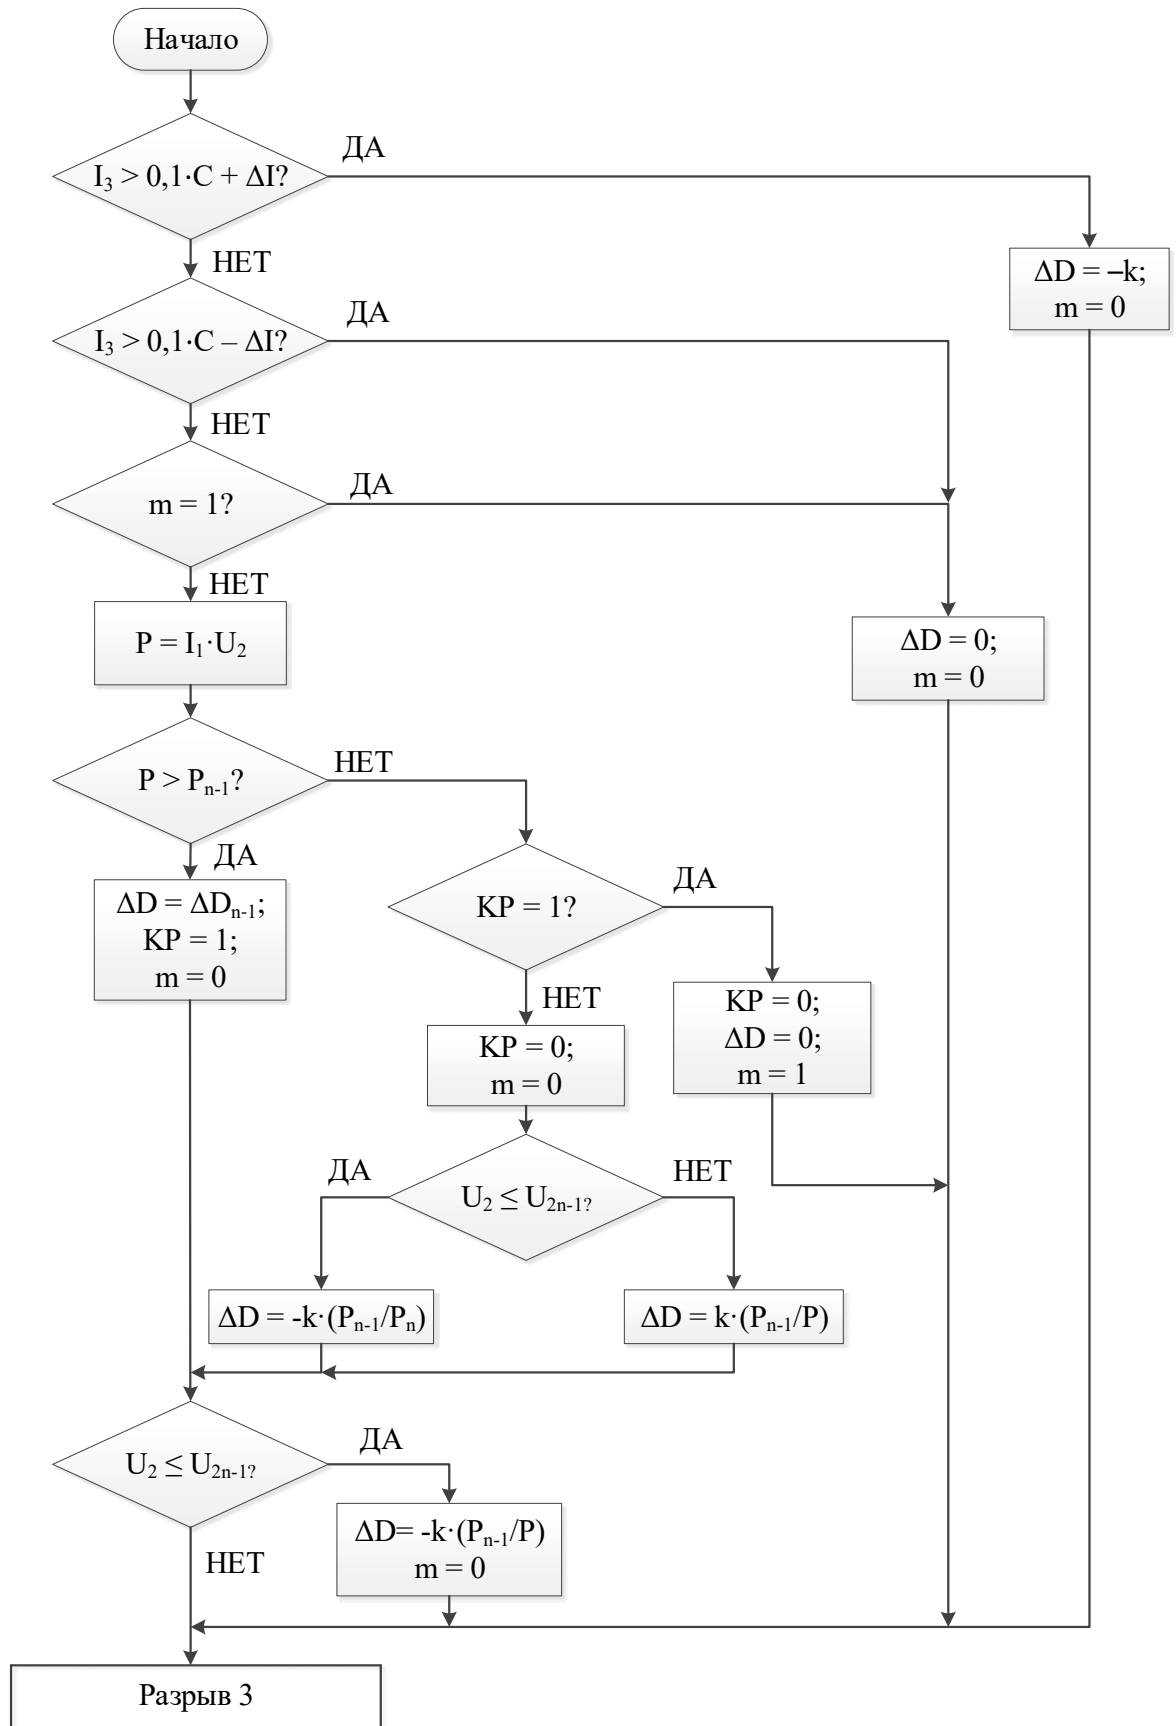 Начало
I₃ > 0,1·C + ΔI?
ДА
НЕТ
ΔD = –k;
m = 0
I₃ > 0,1·C – ΔI?
ДА
НЕТ
m = 1?
ДА
НЕТ
P = I₁·U₂
ΔD = 0;
m = 0
P > Pₙ₋₁?
НЕТ
ДА
ΔD = ΔDₙ₋₁;
KP = 1;
m = 0
KP = 1?
ДА
НЕТ
KP = 0;
m = 0
KP = 0;
ΔD = 0;
m = 1
ДА
U₂ ≤ U₂ₙ₋₁?
НЕТ
ΔD = -k·(Pₙ₋₁/Pₙ)
ΔD = k·(Pₙ₋₁/P)
U₂ ≤ U₂ₙ₋₁?
ДА
НЕТ
ΔD= -k·(Pₙ₋₁/P)
m = 0
Разрыв 3